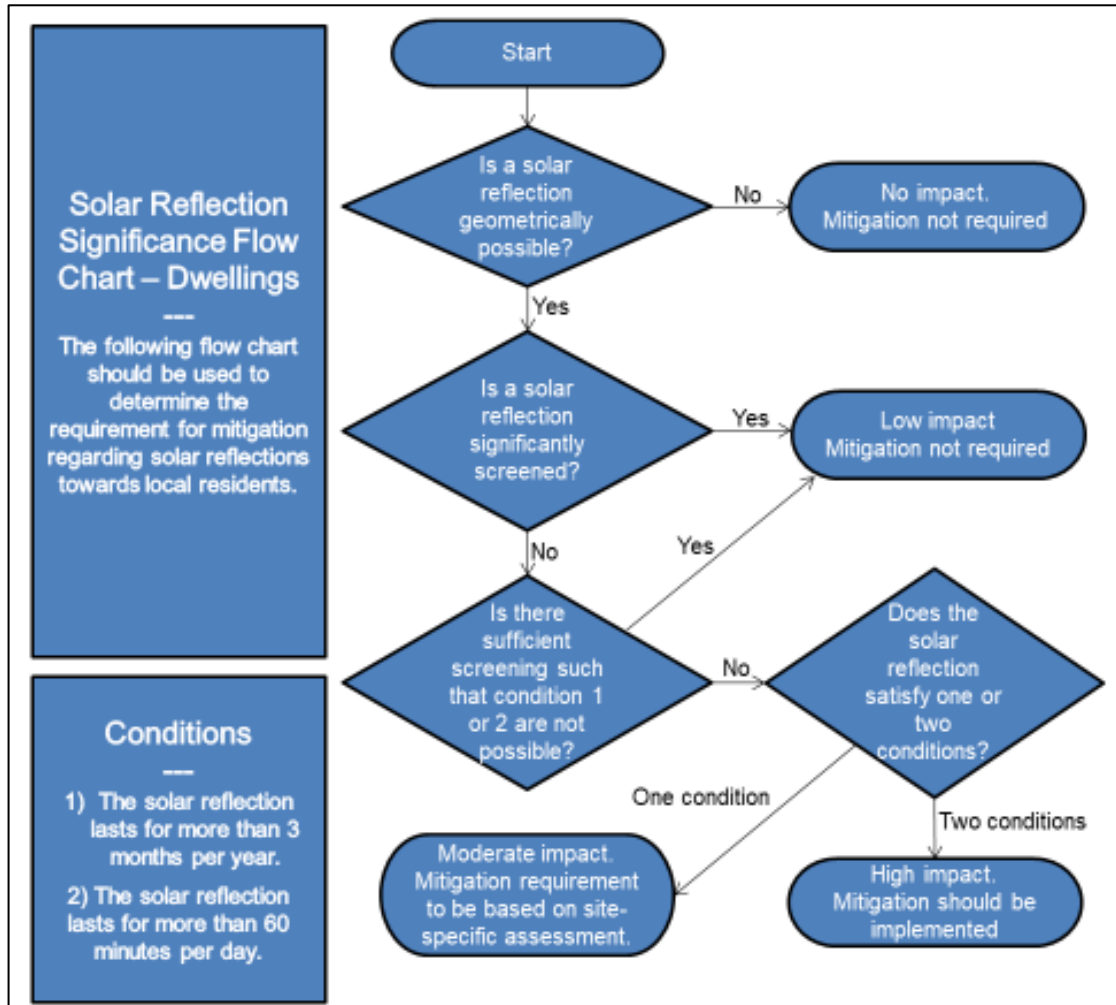 Solar Reflection
Significance Flow
Chart – Dwellings
---
The following flow chart
should be used to
determine the
requirement for mitigation
regarding solar reflections
towards local residents.
Conditions
---
1) The solar reflection
lasts for more than 3
months per year.
2) The solar reflection
lasts for more than 60
minutes per day.
Start
Is a solar
reflection
geometrically
possible?
No
No impact.
Mitigation not required
Yes
Is a solar
reflection
significantly
screened?
Yes
Low impact
Mitigation not required
No
Yes
Is there
sufficient
screening such
that condition 1
or 2 are not
possible?
No
Does the
solar
reflection
satisfy one or
two
conditions?
One condition
Two conditions
Moderate impact.
Mitigation requirement
to be based on site-
specific assessment.
High impact.
Mitigation should be
implemented